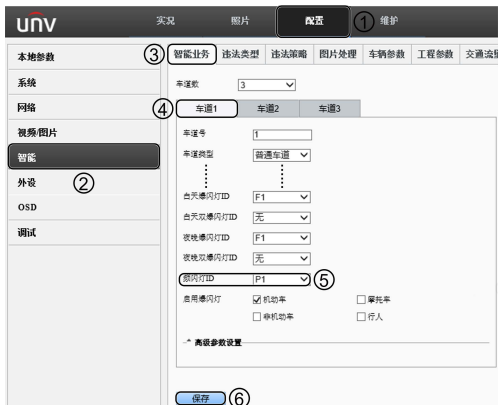 unv 实况 照片 配置 ① 维护
本地参数
系统
网络
视频/图片
智能
外设 ②
OSD
调试
③ 智能业务 违法类型 违法策略 图片处理 车辆参数 工程参数 交通流量
车道数 3
④ 车道1 车道2 车道3
车道号 1
车道类型 普通车道
白天爆闪灯ID F1
白天双爆闪灯ID 无
夜晚爆闪灯ID F1
夜晚双爆闪灯ID 无
频闪灯ID P1 ⑤
启用爆闪灯 机动车 摩托车
非机动车 行人
高级参数设置
保存 ⑥